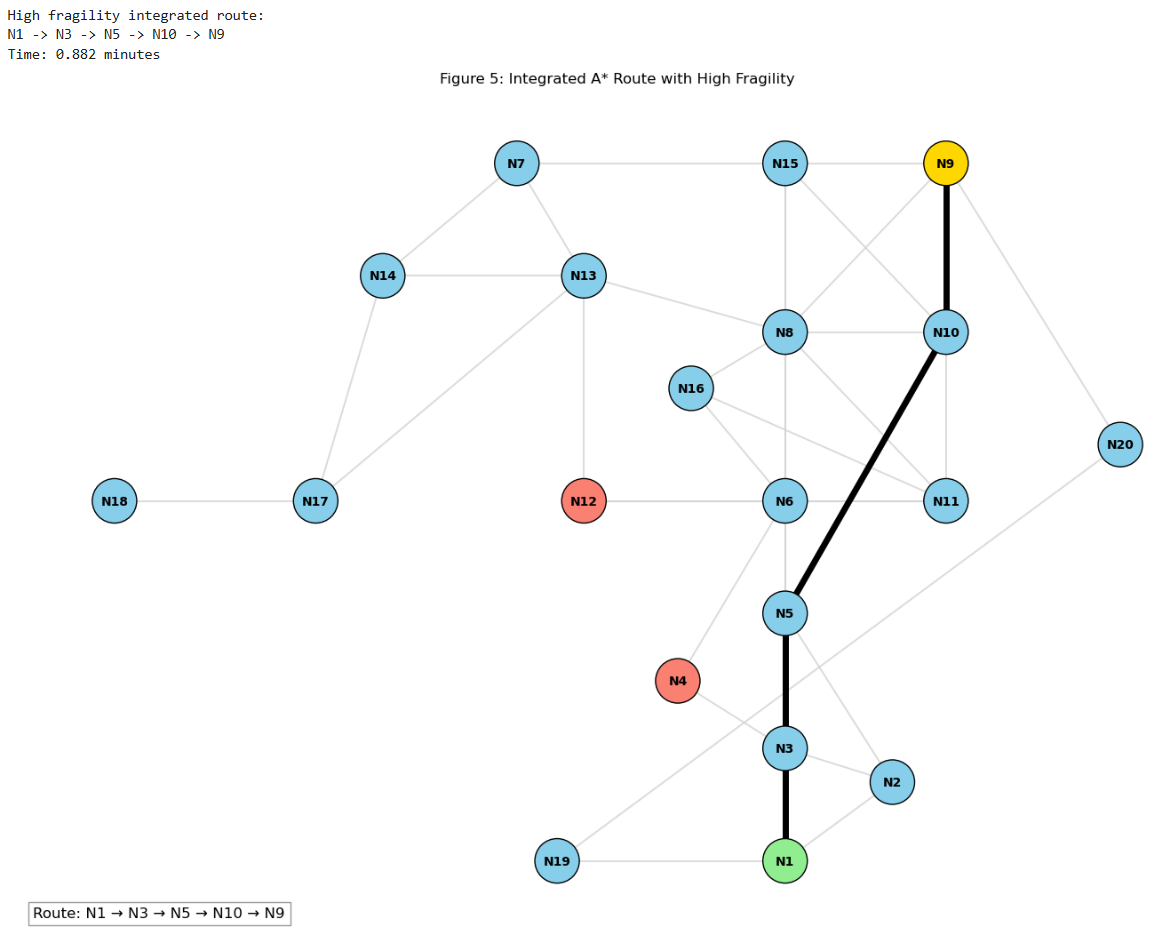 High fragility integrated route:
N1 -> N3 -> N5 -> N10 -> N9
Time: 0.882 minutes
Figure 5: Integrated A* Route with High Fragility
N7
N15
N9
N14
N13
N8
N10
N16
N20
N18
N17
N12
N6
N11
N5
N4
N3
N2
N19
N1
Route: N1 → N3 → N5 → N10 → N9